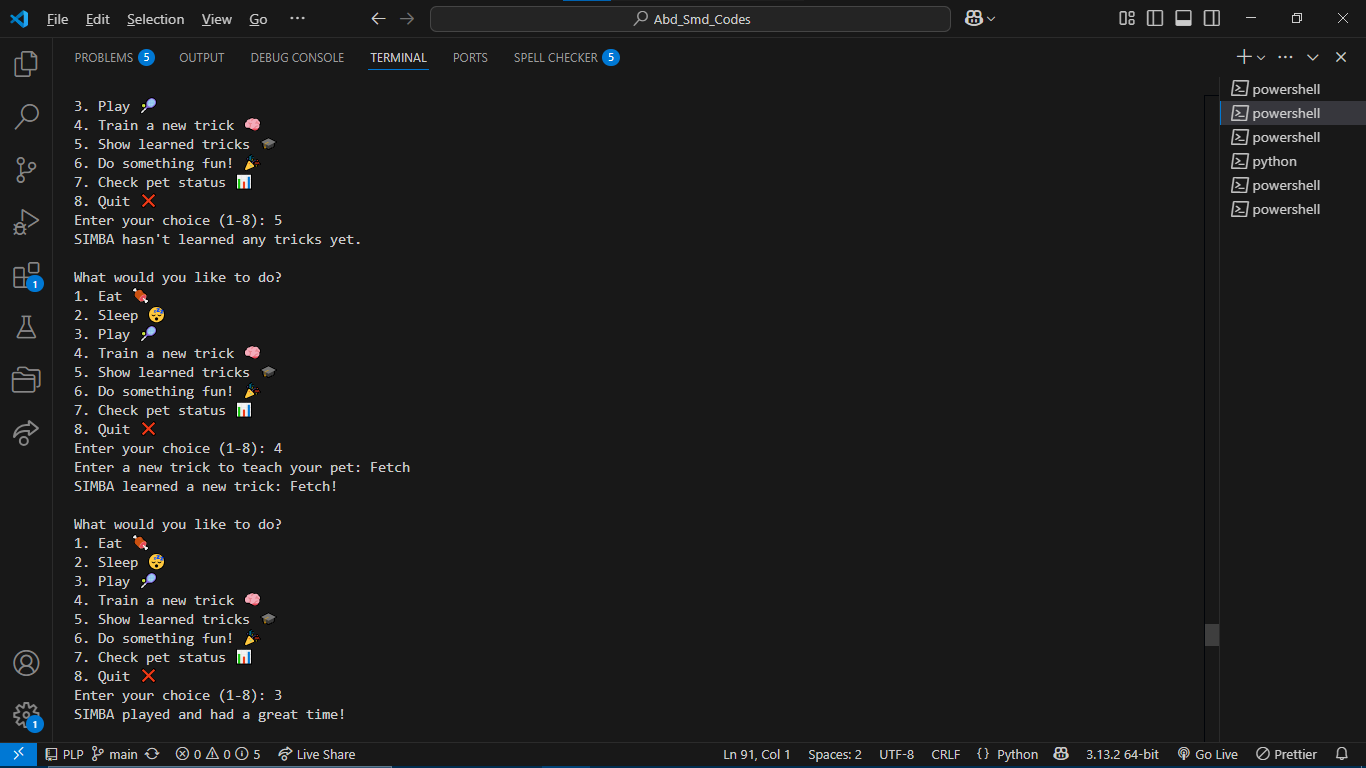 File Edit Selection View Go ··· Abd_Smd_Codes
PROBLEMS 5 OUTPUT DEBUG CONSOLE TERMINAL PORTS SPELL CHECKER 5
3. Play 🏸
4. Train a new trick 🧠
5. Show learned tricks 🎓
6. Do something fun! 🎉
7. Check pet status 📊
8. Quit ❌
Enter your choice (1-8): 5
SIMBA hasn't learned any tricks yet.
What would you like to do?
1. Eat 🍖
2. Sleep 😴
3. Play 🏸
4. Train a new trick 🧠
5. Show learned tricks 🎓
6. Do something fun! 🎉
7. Check pet status 📊
8. Quit ❌
Enter your choice (1-8): 4
Enter a new trick to teach your pet: Fetch
SIMBA learned a new trick: Fetch!
What would you like to do?
1. Eat 🍖
2. Sleep 😴
3. Play 🏸
4. Train a new trick 🧠
5. Show learned tricks 🎓
6. Do something fun! 🎉
7. Check pet status 📊
8. Quit ❌
Enter your choice (1-8): 3
SIMBA played and had a great time!
powershell
powershell
powershell
python
powershell
powershell
1
1
PLP main 0 0 5 Live Share Ln 91, Col 1 Spaces: 2 UTF-8 CRLF {} Python 3.13.2 64-bit Go Live Prettier